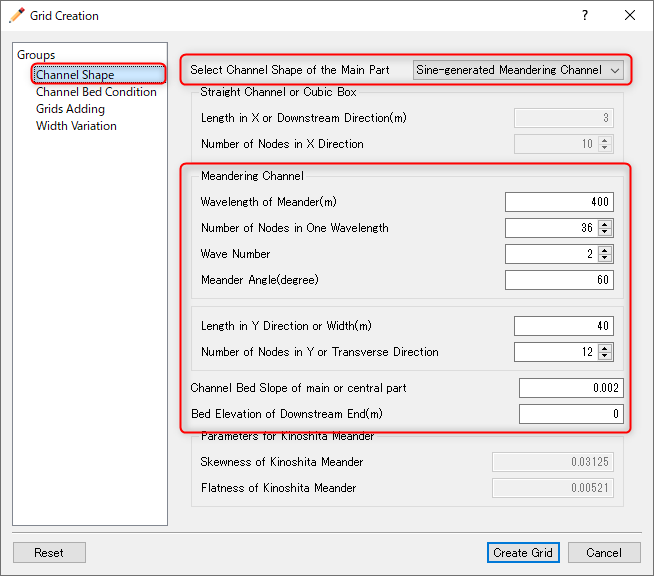 Grid Creation
Groups
Channel Shape
Channel Bed Condition
Grids Adding
Width Variation
Select Channel Shape of the Main Part Sine-generated Meandering Channel
Straight Channel or Cubic Box
Length in X or Downstream Direction(m) 3
Number of Nodes in X Direction 10
Meandering Channel
Wavelength of Meander(m) 400
Number of Nodes in One Wavelength 36
Wave Number 2
Meander Angle(degree) 60
Length in Y Direction or Width(m) 40
Number of Nodes in Y or Transverse Direction 12
Channel Bed Slope of main or central part 0.002
Bed Elevation of Downstream End(m) 0
Parameters for Kinoshita Meander
Skewness of Kinoshita Meander 0.03125
Flatness of Kinoshita Meander 0.00521
Reset Create Grid Cancel